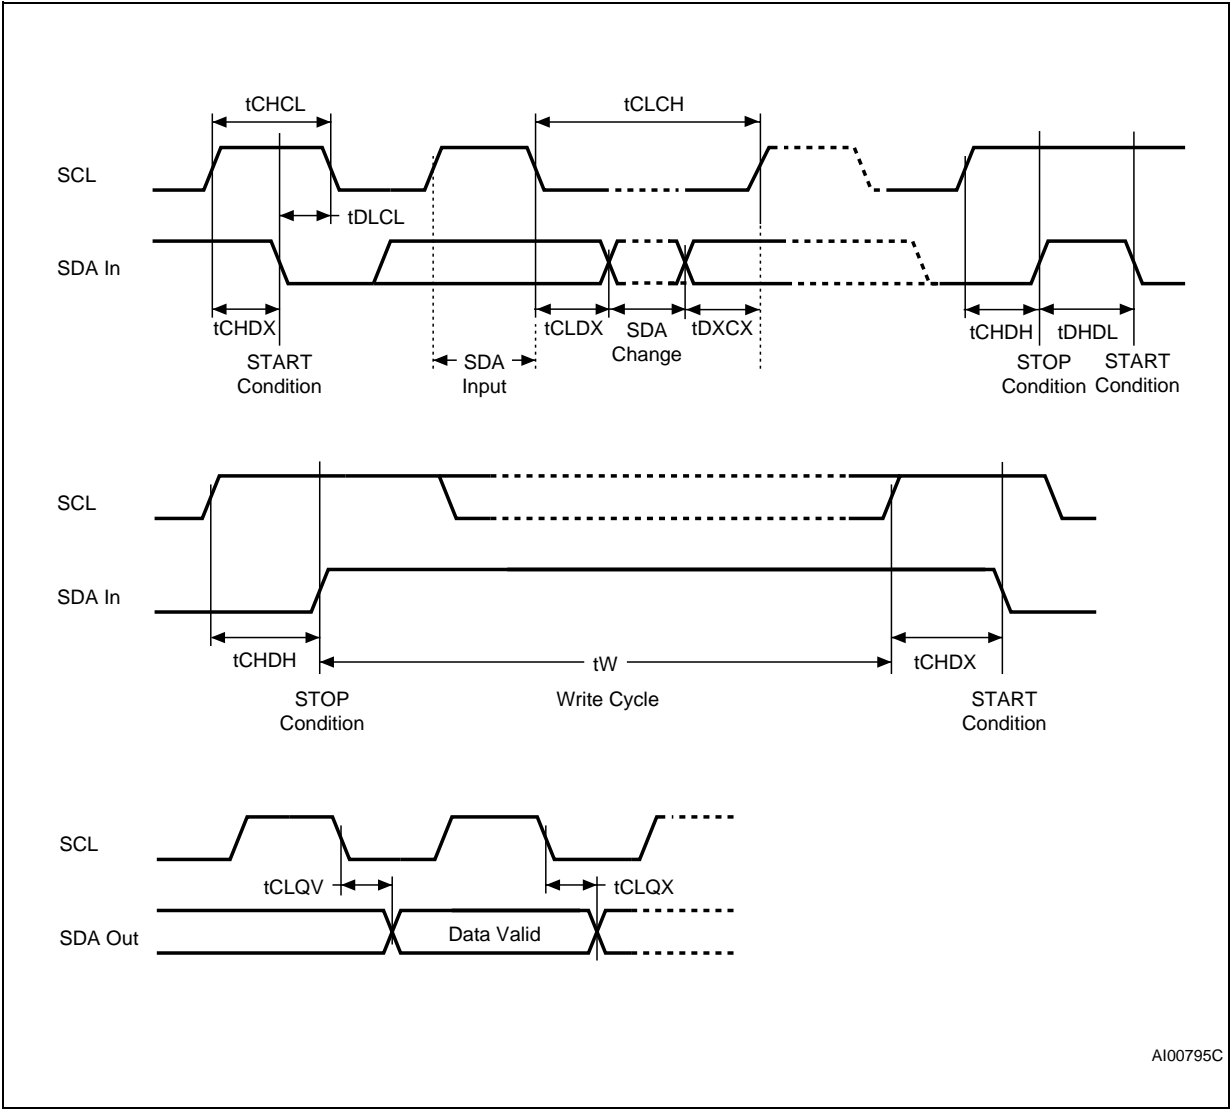 tCHCL
tCLCH
SCL
tDLCL
SDA In
tCHDX
tCLDX
SDA
Change
tDXCX
tCHDH
tDHDL
START
Condition
SDA
Input
STOP
Condition
START
Condition
SCL
SDA In
tCHDH
tW
tCHDX
STOP
Condition
Write Cycle
START
Condition
SCL
tCLQV
tCLQX
SDA Out
Data Valid
AI00795C